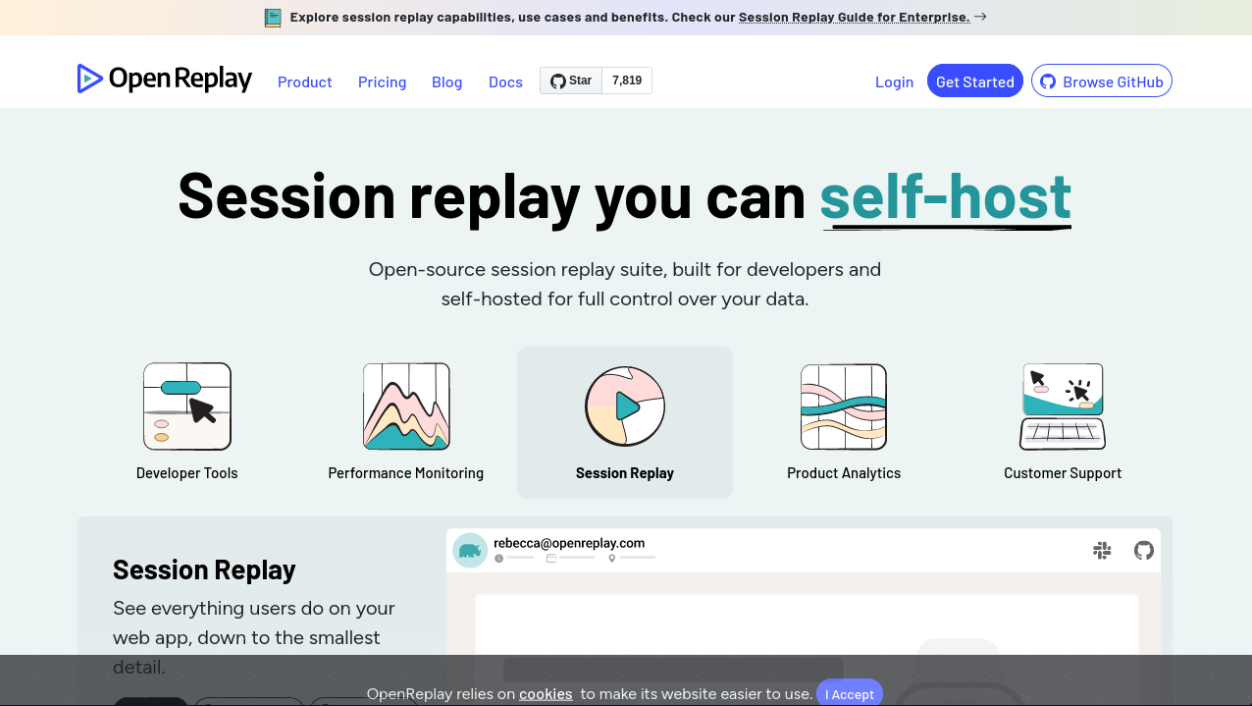 Explore session replay capabilities, use cases and benefits. Check our Session Replay Guide for Enterprise. →
OpenReplay Product Pricing Blog Docs Star 7,819 Login Get Started Browse GitHub
Session replay you can self-host
Open-source session replay suite, built for developers and
self-hosted for full control over your data.
Developer Tools Performance Monitoring Session Replay Product Analytics Customer Support
rebecca@openreplay.com
Session Replay
See everything users do on your
web app, down to the smallest
detail.
OpenReplay relies on cookies to make its website easier to use. I Accept